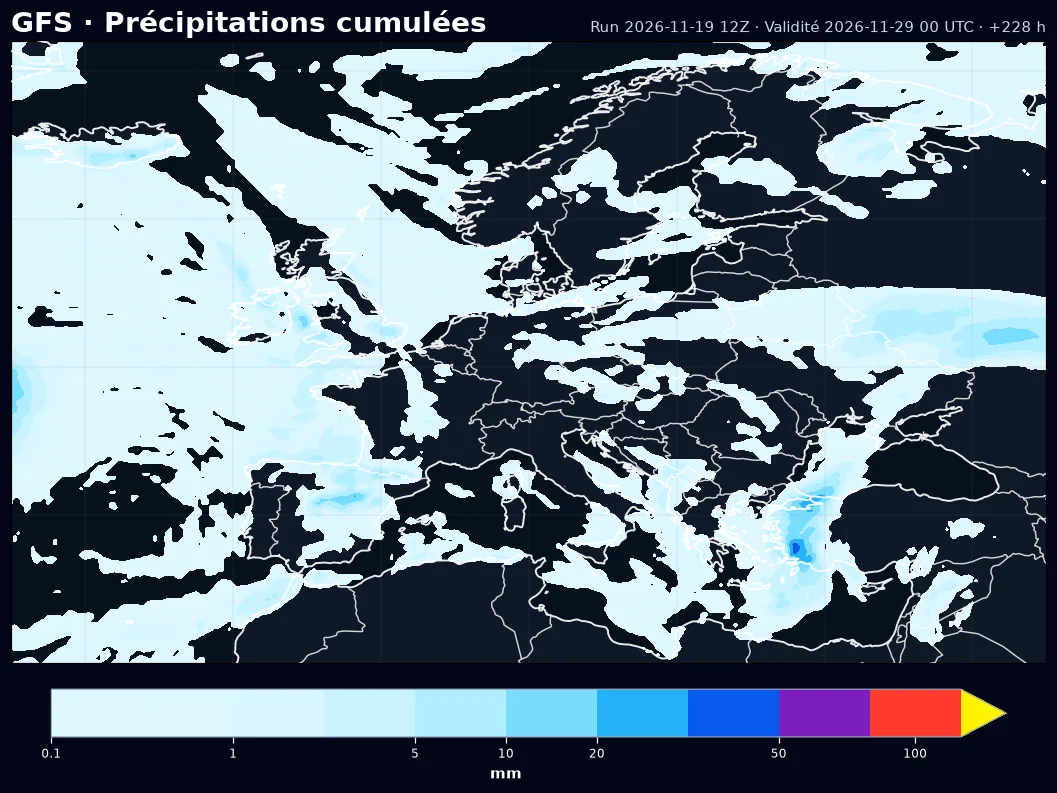 GFS · Précipitations cumulées
Run 2026-11-19 12Z · Validité 2026-11-29 00 UTC · +228 h
0.1 1 5 10 20 50 100
mm